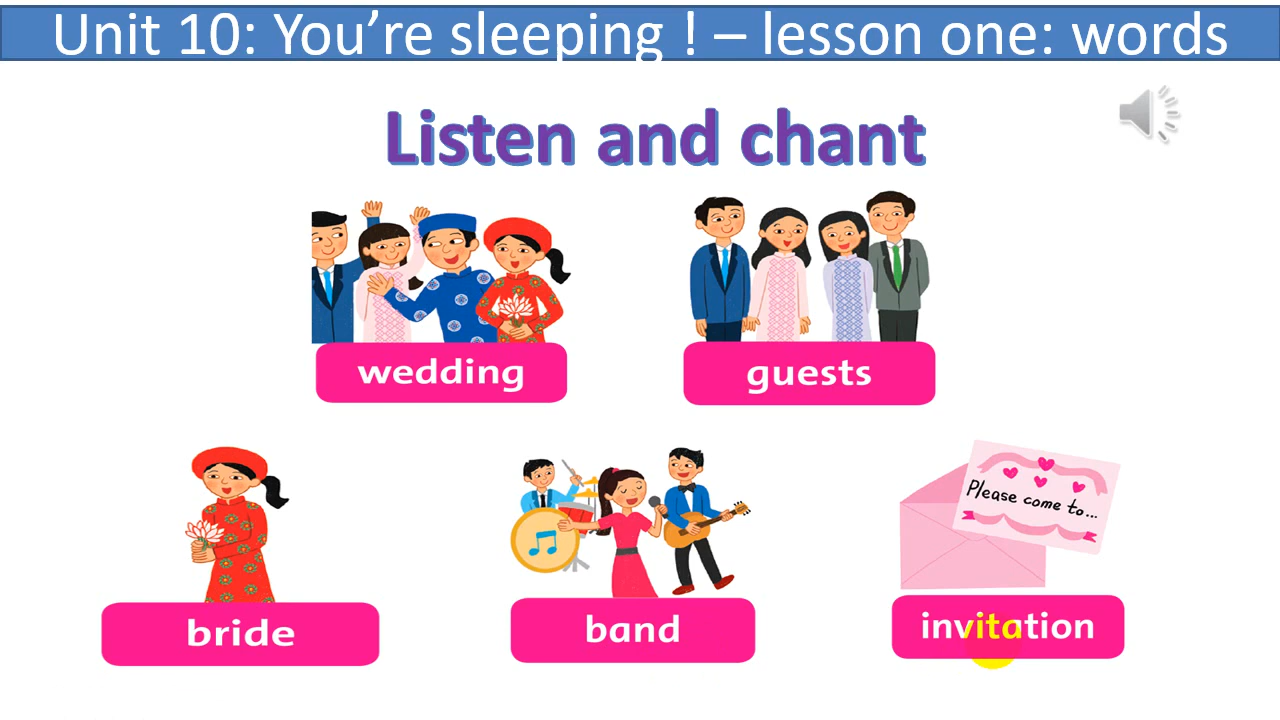 Unit 10: You're sleeping ! – lesson one: words
Listen and chant
wedding
guests
Please come to...
bride
band
invitation